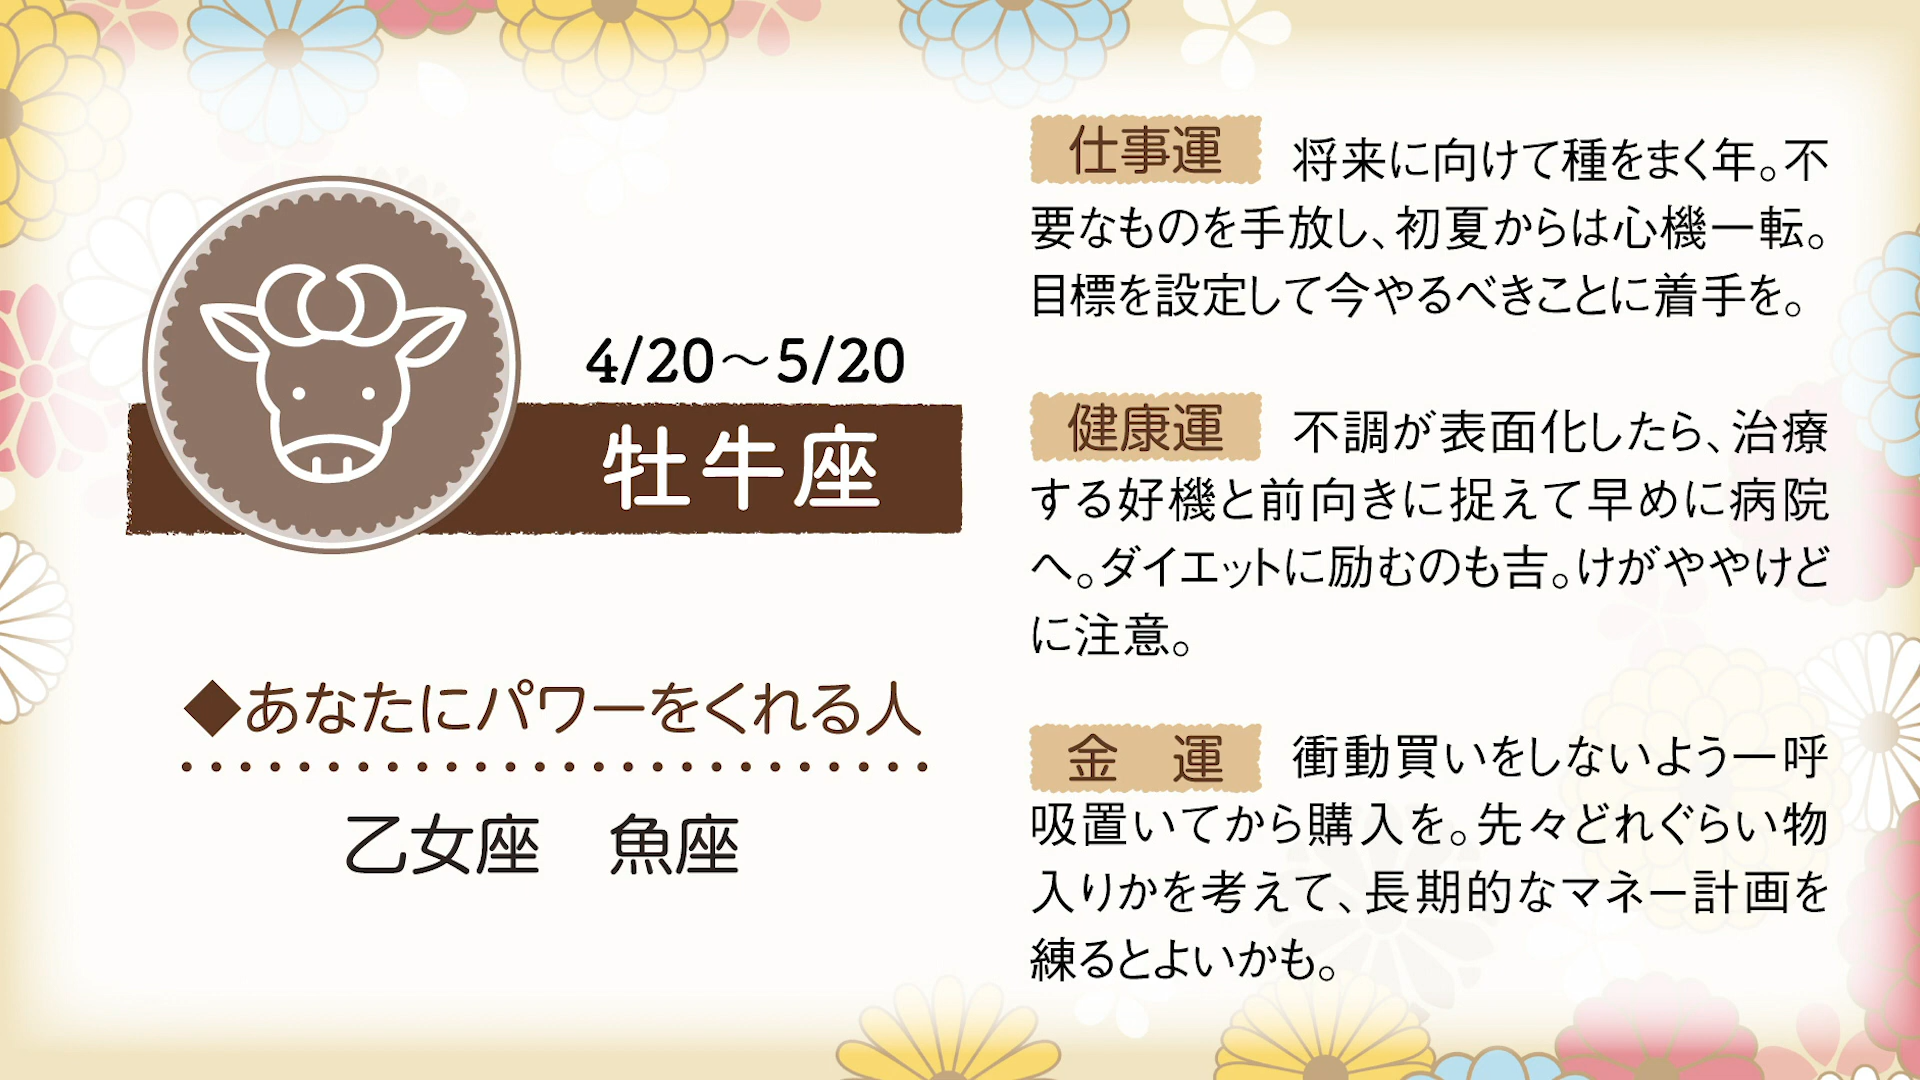 4/20～5/20
牡牛座
◆あなたにパワーをくれる人
乙女座　魚座
仕事運　将来に向けて種をまく年。不
要なものを手放し、初夏からは心機一転。
目標を設定して今やるべきことに着手を。
健康運　不調が表面化したら、治療
する好機と前向きに捉えて早めに病院
へ。ダイエットに励むのも吉。けがややけど
に注意。
金　運　衝動買いをしないよう一呼
吸置いてから購入を。先々どれぐらい物
入りかを考えて、長期的なマネー計画を
練るとよいかも。